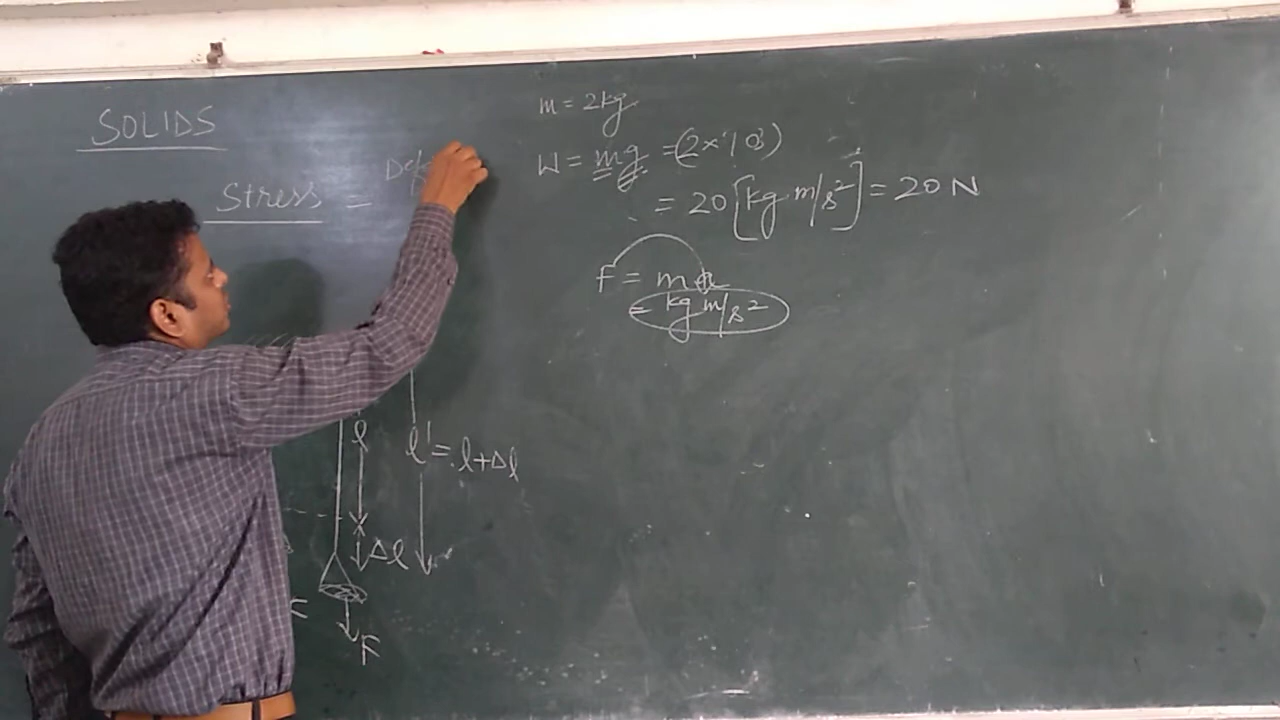 SOLIDS
Stress =
m = 2kg
W = mg = (2×10)
= 20 [kg m/s²] = 20 N
F = ma
= kg m/s²
l
l' = l+Δl
Δl
F